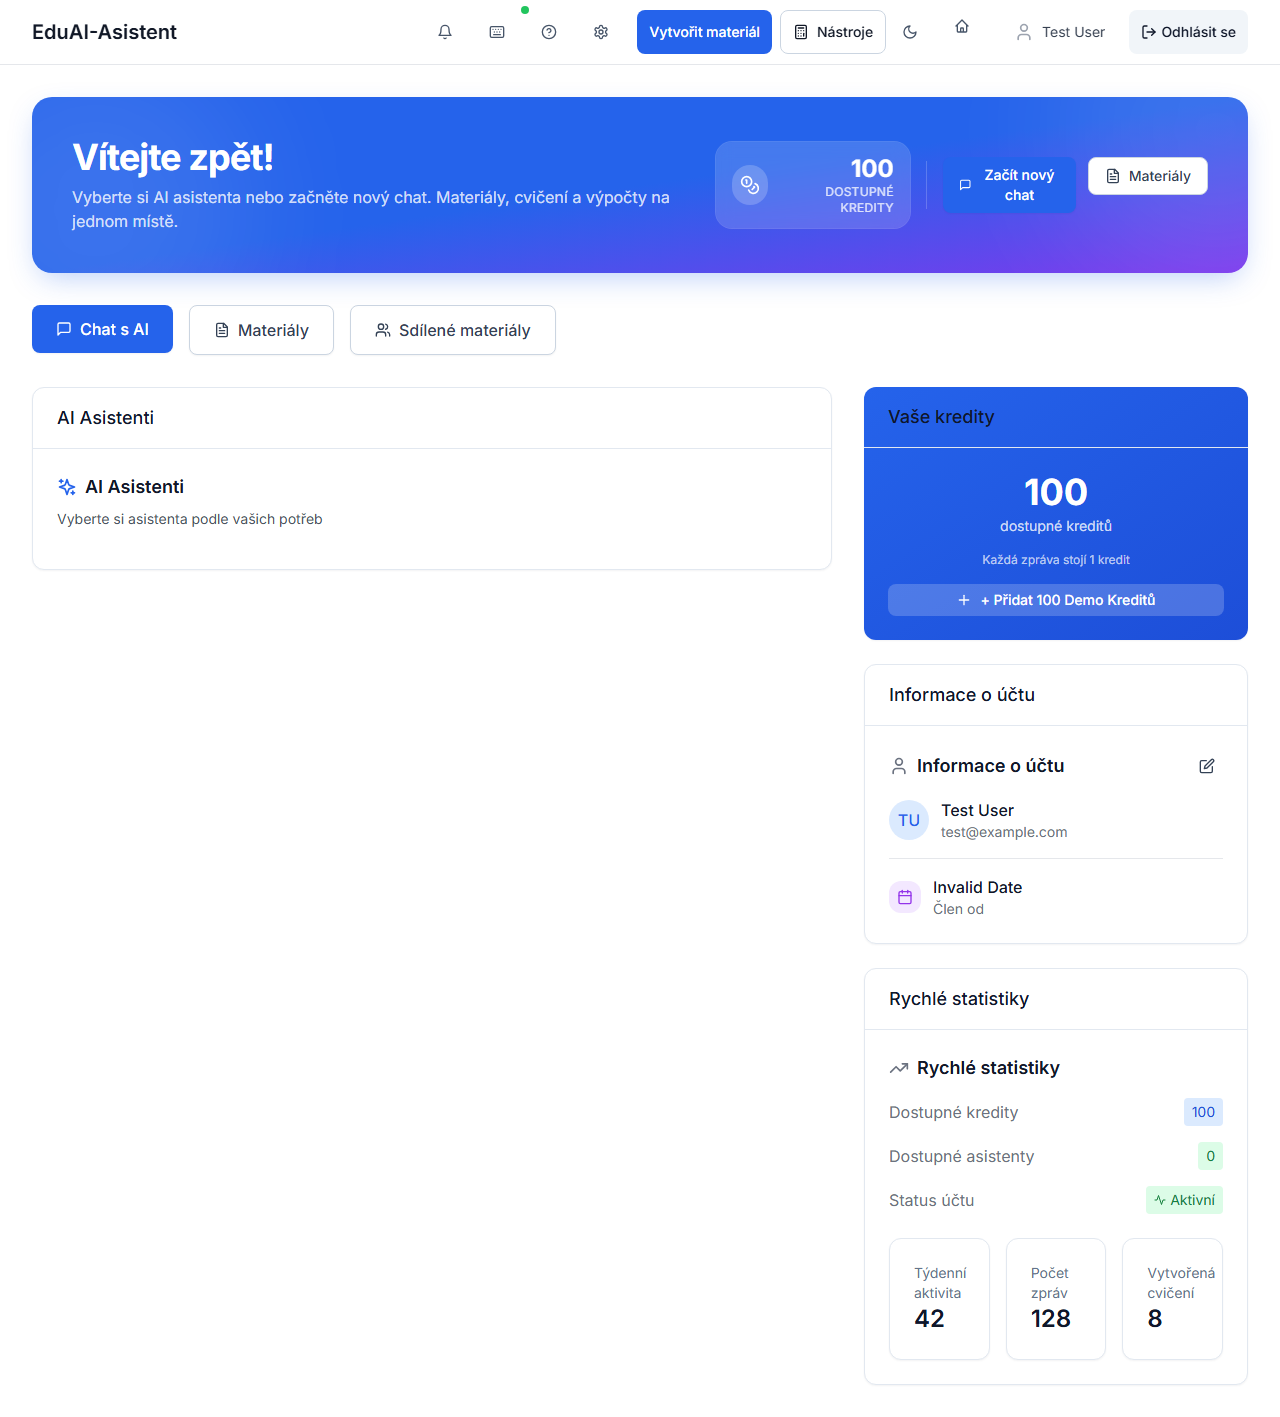 EduAI-Asistent
Vytvořit materiál
Nástroje
Test User
Odhlásit se
Vítejte zpět!
Vyberte si AI asistenta nebo začněte nový chat. Materiály, cvičení a výpočty na
jednom místě.
100
DOSTUPNÉ
KREDITY
Začít nový
chat
Materiály
Chat s AI
Materiály
Sdílené materiály
AI Asistenti
AI Asistenti
Vyberte si asistenta podle vašich potřeb
Vaše kredity
100
dostupné kreditů
Každá zpráva stojí 1 kredit
+ Přidat 100 Demo Kreditů
Informace o účtu
Informace o účtu
TU
Test User
test@example.com
Invalid Date
Člen od
Rychlé statistiky
Rychlé statistiky
Dostupné kredity
100
Dostupné asistenty
0
Status účtu
Aktivní
Týdenní
aktivita
42
Počet
zpráv
128
Vytvořená
cvičení
8